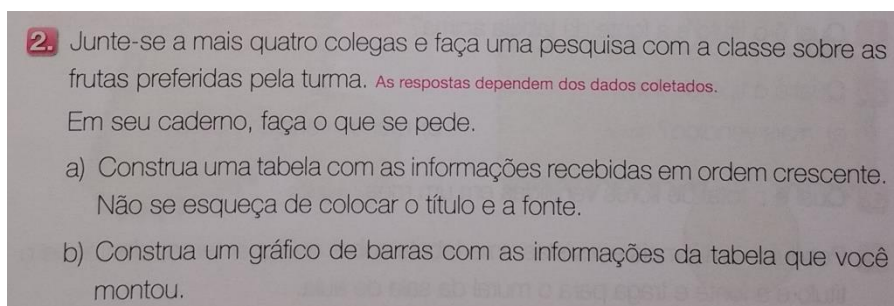 2. Junte-se a mais quatro colegas e faça uma pesquisa com a classe sobre as
frutas preferidas pela turma. As respostas dependem dos dados coletados.
Em seu caderno, faça o que se pede.
a) Construa uma tabela com as informações recebidas em ordem crescente.
Não se esqueça de colocar o título e a fonte.
b) Construa um gráfico de barras com as informações da tabela que você
montou.